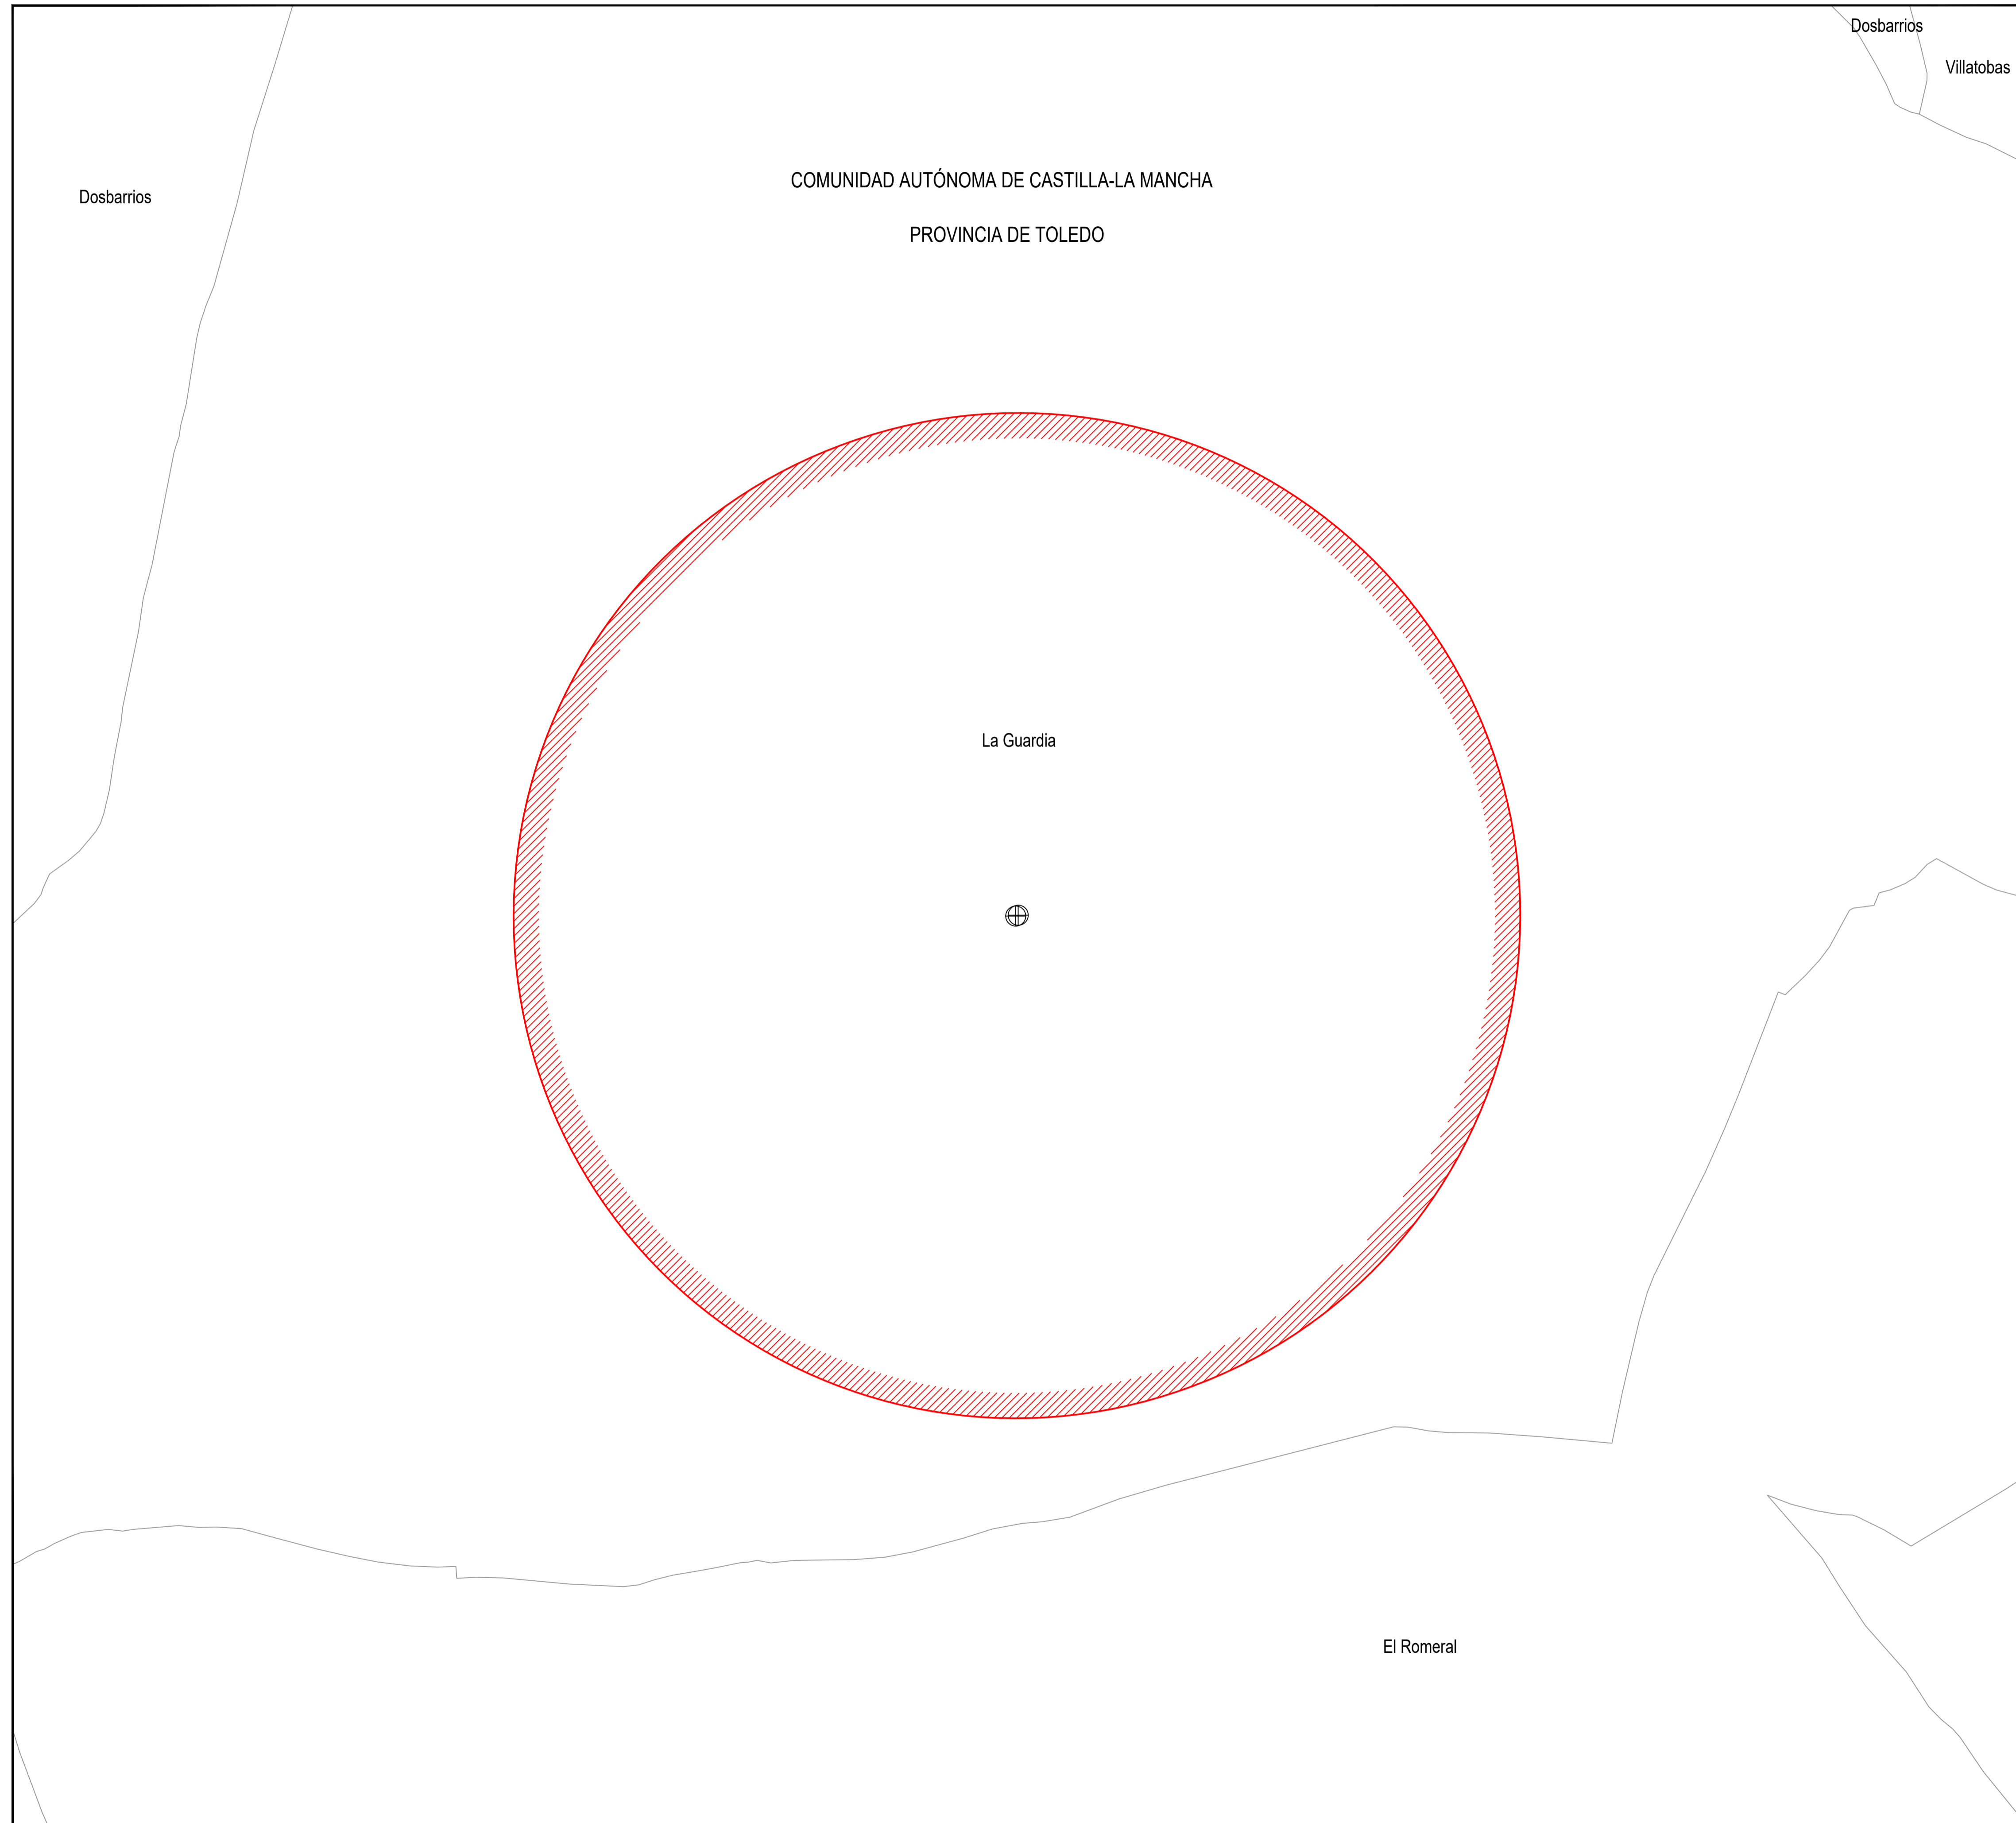 Dosbarrios
Villatobas
COMUNIDAD AUTÓNOMA DE CASTILLA-LA MANCHA
Dosbarrios
PROVINCIA DE TOLEDO
La Guardia
El Romeral